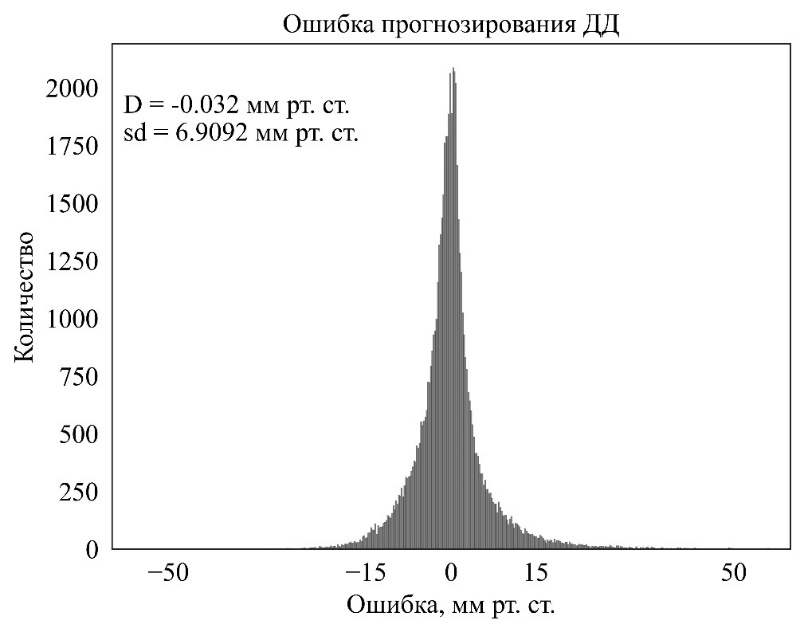 Ошибка прогнозирования ДД
D = -0.032 мм рт. ст.
sd = 6.9092 мм рт. ст.
Количество
2000
1750
1500
1250
1000
750
500
250
0
−50
−15
0
15
50
Ошибка, мм рт. ст.